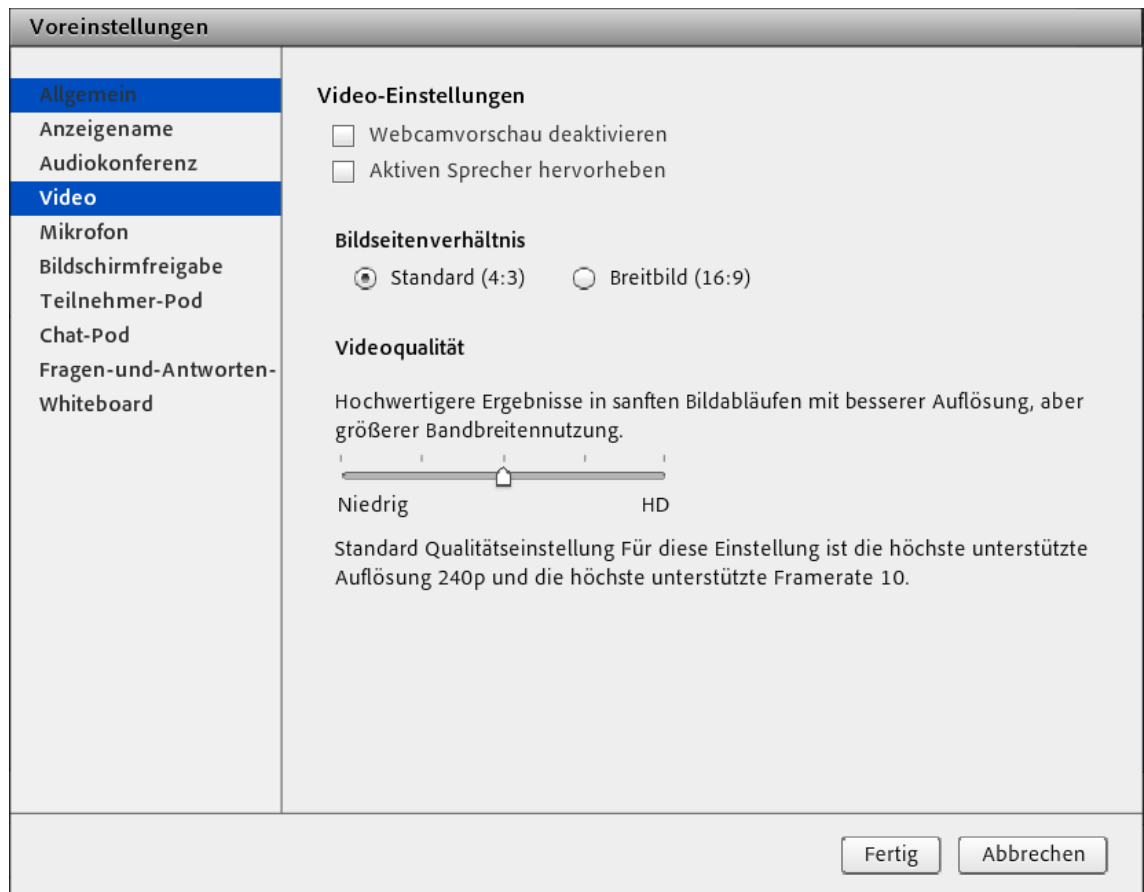 Voreinstellungen
Allgemein
Anzeigename
Audiokonferenz
Video
Mikrofon
Bildschirmfreigabe
Teilnehmer-Pod
Chat-Pod
Fragen-und-Antworten-
Whiteboard
Video-Einstellungen
Webcamvorschau deaktivieren
Aktiven Sprecher hervorheben
Bildseitenverhältnis
Standard (4:3) Breitbild (16:9)
Videoqualität
Hochwertigere Ergebnisse in sanften Bildabläufen mit besserer Auflösung, aber
größerer Bandbreitennutzung.
Niedrig HD
Standard Qualitätseinstellung Für diese Einstellung ist die höchste unterstützte
Auflösung 240p und die höchste unterstützte Framerate 10.
Fertig Abbrechen